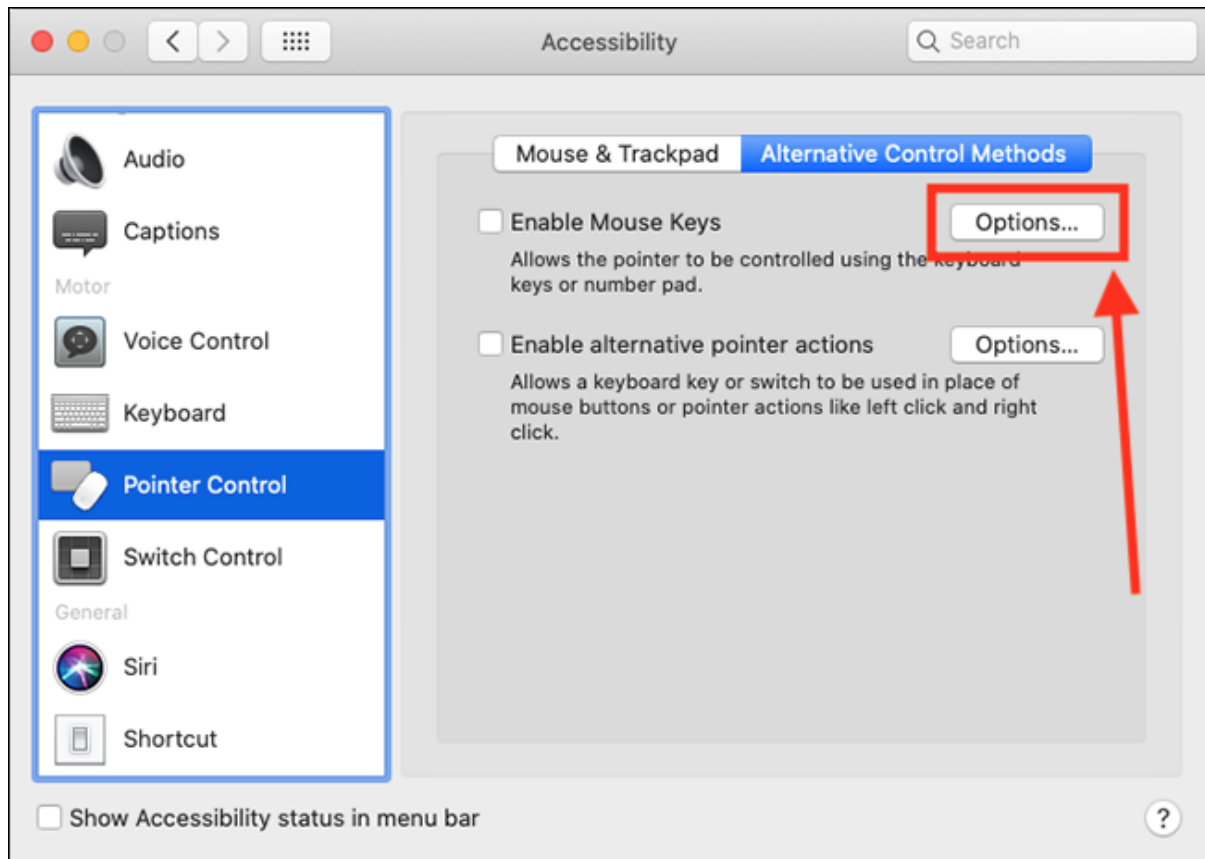 Accessibility
Search
Audio
Captions
Motor
Voice Control
Keyboard
Pointer Control
Switch Control
General
Siri
Shortcut
Mouse & Trackpad
Alternative Control Methods
Enable Mouse Keys
Options...
Allows the pointer to be controlled using the keyboard
keys or number pad.
Enable alternative pointer actions
Options...
Allows a keyboard key or switch to be used in place of
mouse buttons or pointer actions like left click and right
click.
Show Accessibility status in menu bar
?